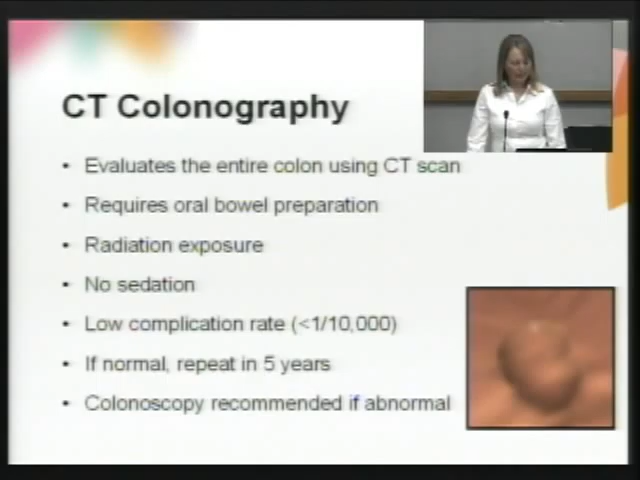 CT Colonography
• Evaluates the entire colon using CT scan
• Requires oral bowel preparation
• Radiation exposure
• No sedation
• Low complication rate (<1/10,000)
• If normal, repeat in 5 years
• Colonoscopy recommended if abnormal